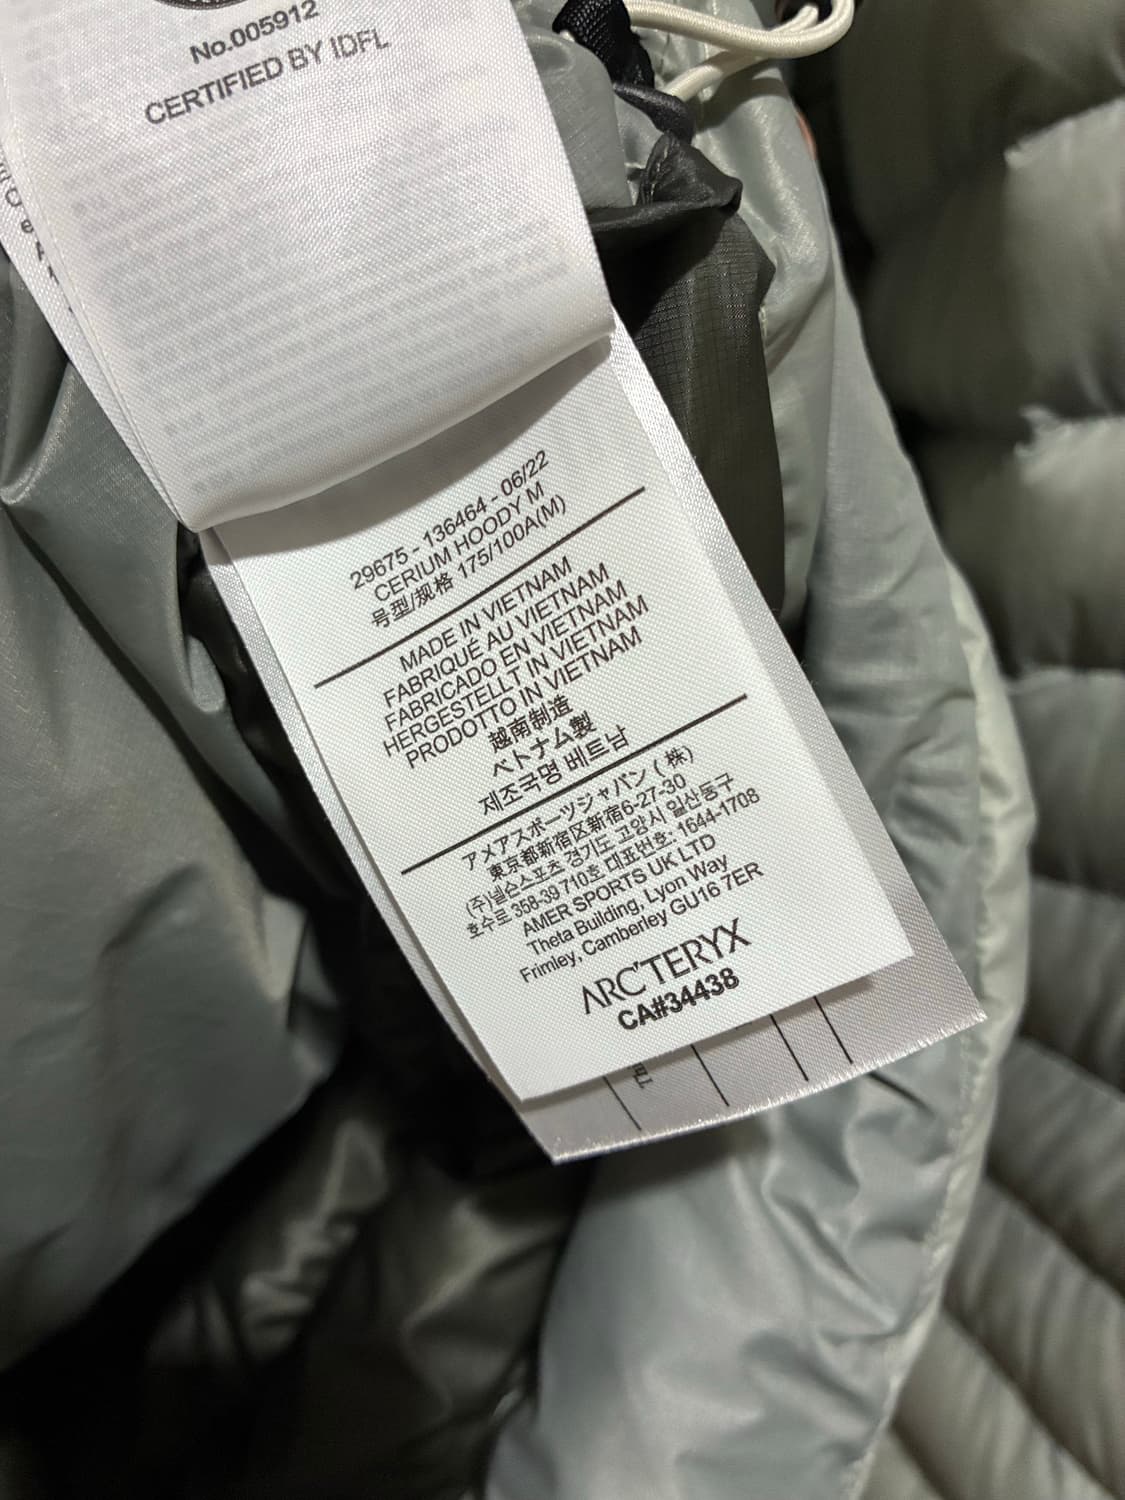 No.005912
CERTIFIED BY IDFL
29675 - 136464 - 06/22
CERIUM HOODY M
号型/规格 175/100A(M)
MADE IN VIETNAM
FABRIQUÉ AU VIETNAM
FABRICADO EN VIETNAM
HERGESTELLT IN VIETNAM
PRODOTTO IN VIETNAM
越南制造
ベトナム製
제조국명 베트남
アメアスポーツジャパン ( 株)
東京都新宿区新宿6-27-30
(주)넬슨스포츠 경기도 고양시 일산동구
호수로 358-39 710호 대표번호: 1644-1708
AMER SPORTS UK LTD
Theta Building, Lyon Way
Frimley, Camberley GU16 7ER
ARC'TERYX
CA#34438